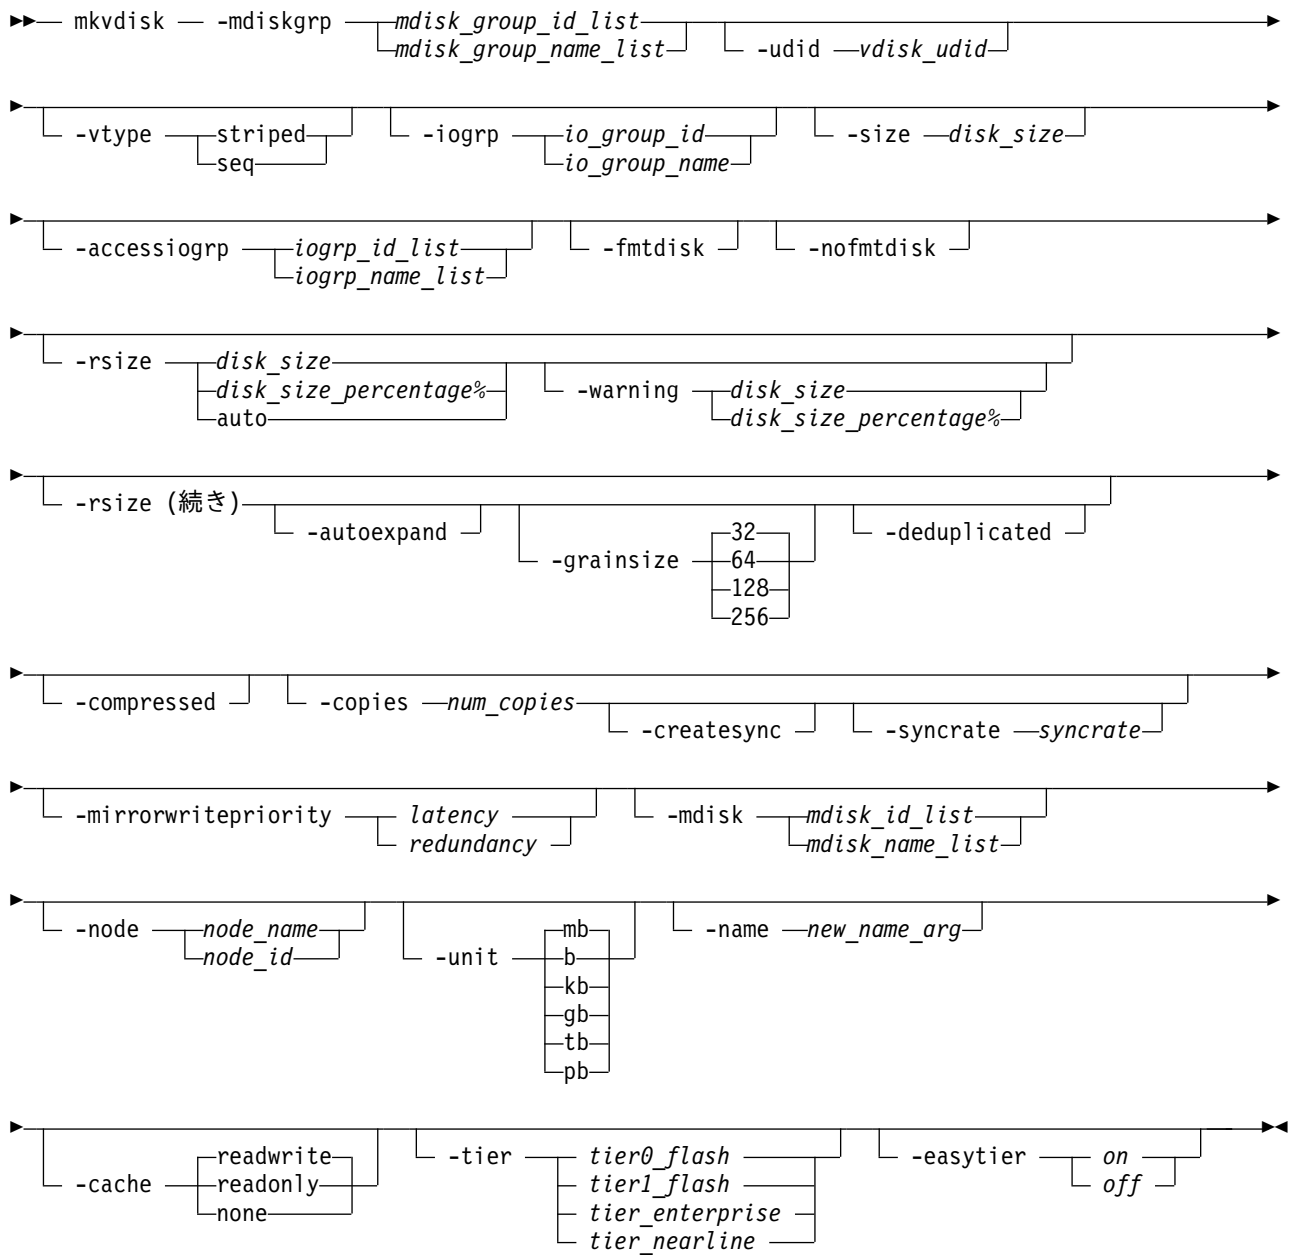 mkvdisk -mdiskgrp mdisk_group_id_list
mdisk_group_name_list -udid vdisk_udid
-vtype striped -iogrp io_group_id -size disk_size
seq io_group_name
-accessiogrp iogrp_id_list -fmtdisk -nofmtdisk
iogrp_name_list
-rsize disk_size
disk_size_percentage% -warning disk_size
auto disk_size_percentage%
-rsize (続き)
-autoexpand 32 -deduplicated
-grainsize 64
128
256
-compressed -copies num_copies
-createsync -syncrate syncrate
-mirrorwritepriority latency -mdisk mdisk_id_list
redundancy mdisk_name_list
-node node_name mb -name new_name_arg
node_id -unit b
kb
gb
tb
pb
readwrite -tier tier0_flash -easytier on
-cache readonly tier1_flash off
none tier_enterprise
tier_nearline